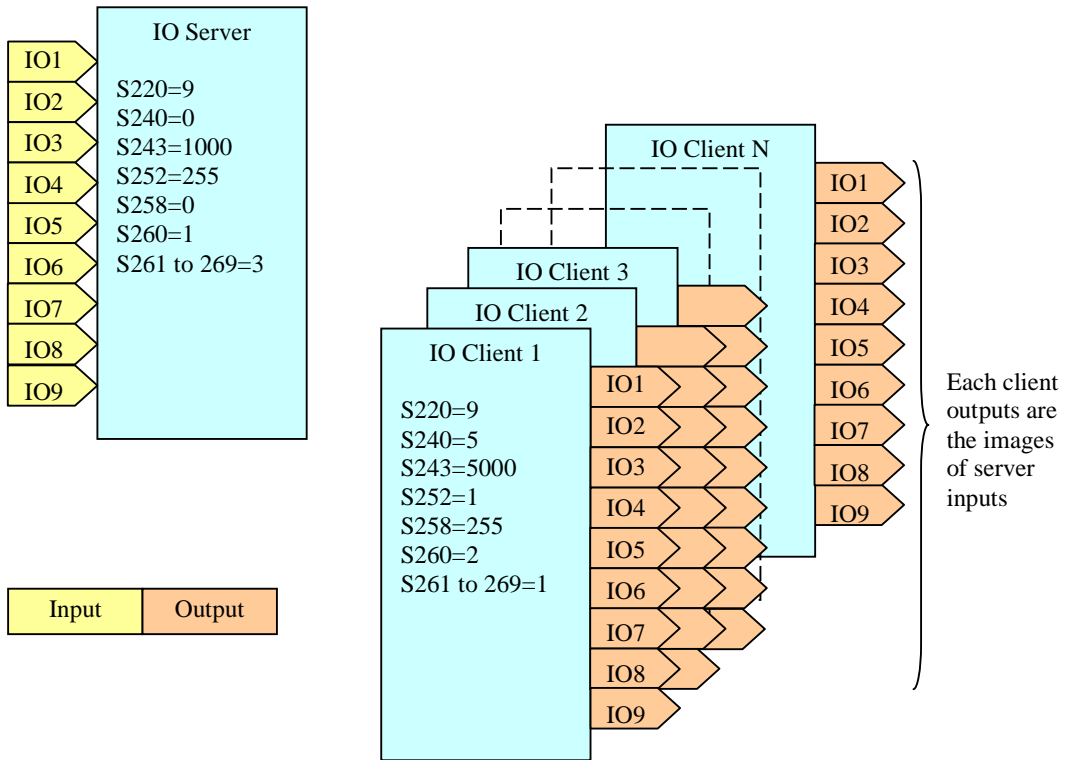 IO Server
IO1
IO2
IO3
IO4
IO5
IO6
IO7
IO8
IO9
S220=9
S240=0
S243=1000
S252=255
S258=0
S260=1
S261 to 269=3
IO Client N
IO1
IO2
IO3
IO4
IO5
IO6
IO7
IO8
IO9
IO Client 3
IO Client 2
IO Client 1
S220=9
S240=5
S243=5000
S252=1
S258=255
S260=2
S261 to 269=1
IO1
IO2
IO3
IO4
IO5
IO6
IO7
IO8
IO9
Each client
outputs are
the images
of server
inputs
Input
Output